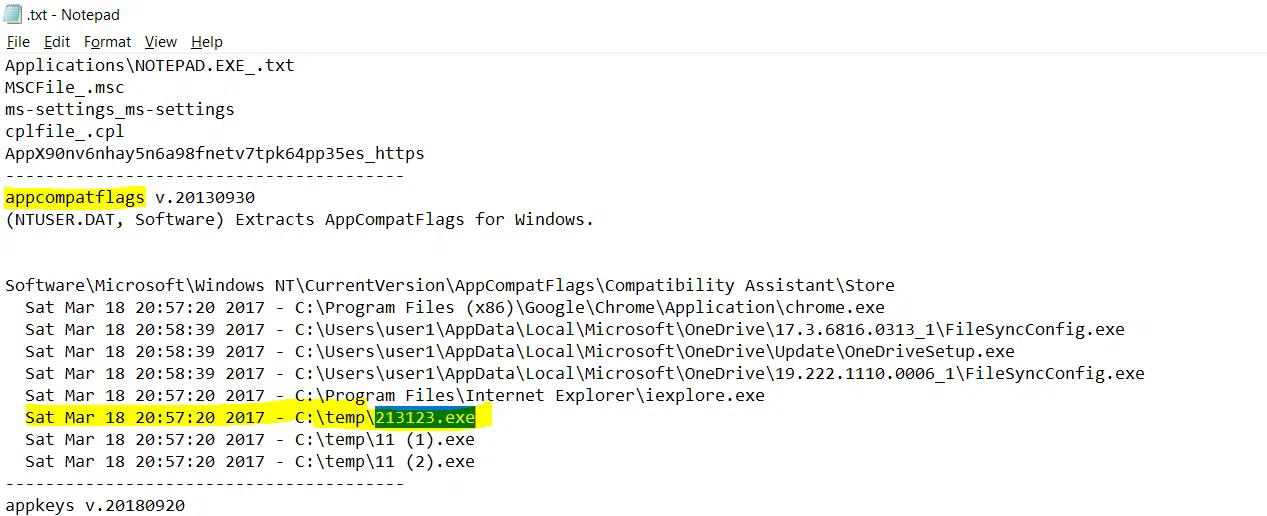 .txt - Notepad
File Edit Format View Help
Applications\NOTEPAD.EXE_.txt
MSCFile_.msc
ms-settings_ms-settings
cplfile_.cpl
AppX90nv6nhay5n6a98fnetv7tpk64pp35es_https
----------------------------------------
appcompatflags v.20130930
(NTUSER.DAT, Software) Extracts AppCompatFlags for Windows.
Software\Microsoft\Windows NT\CurrentVersion\AppCompatFlags\Compatibility Assistant\Store
Sat Mar 18 20:57:20 2017 - C:\Program Files (x86)\Google\Chrome\Application\chrome.exe
Sat Mar 18 20:58:39 2017 - C:\Users\user1\AppData\Local\Microsoft\OneDrive\17.3.6816.0313_1\FileSyncConfig.exe
Sat Mar 18 20:58:39 2017 - C:\Users\user1\AppData\Local\Microsoft\OneDrive\Update\OneDriveSetup.exe
Sat Mar 18 20:58:39 2017 - C:\Users\user1\AppData\Local\Microsoft\OneDrive\19.222.1110.0006_1\FileSyncConfig.exe
Sat Mar 18 20:57:20 2017 - C:\Program Files\Internet Explorer\iexplore.exe
Sat Mar 18 20:57:20 2017 - C:\temp\213123.exe
Sat Mar 18 20:57:20 2017 - C:\temp\11 (1).exe
Sat Mar 18 20:57:20 2017 - C:\temp\11 (2).exe
----------------------------------------
appkeys v.20180920